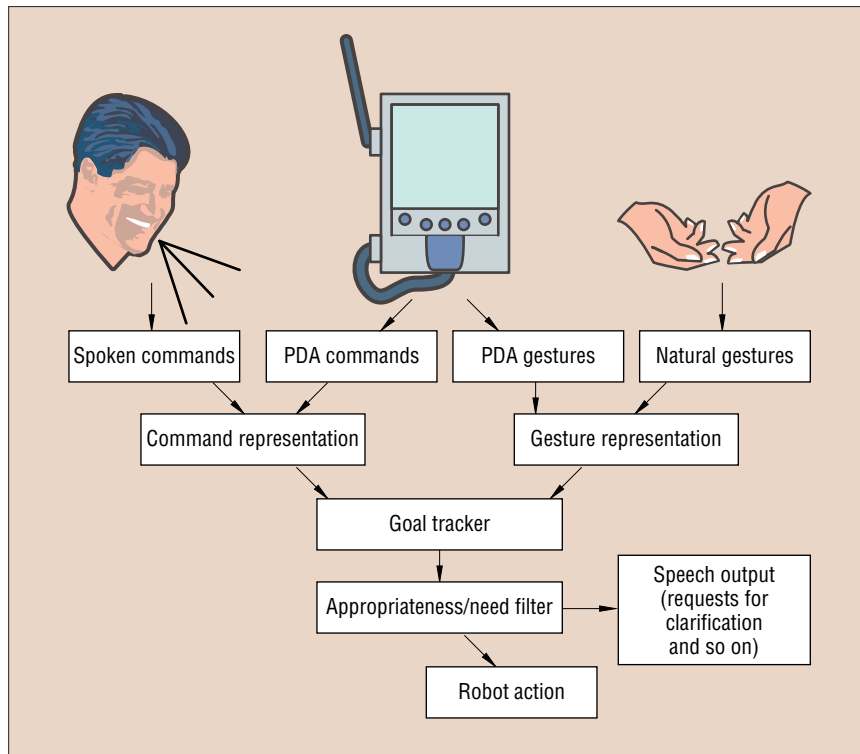 Spoken commands
PDA commands
PDA gestures
Natural gestures
Command representation
Gesture representation
Goal tracker
Appropriateness/need filter
Speech output
(requests for
clarification
and so on)
Robot action